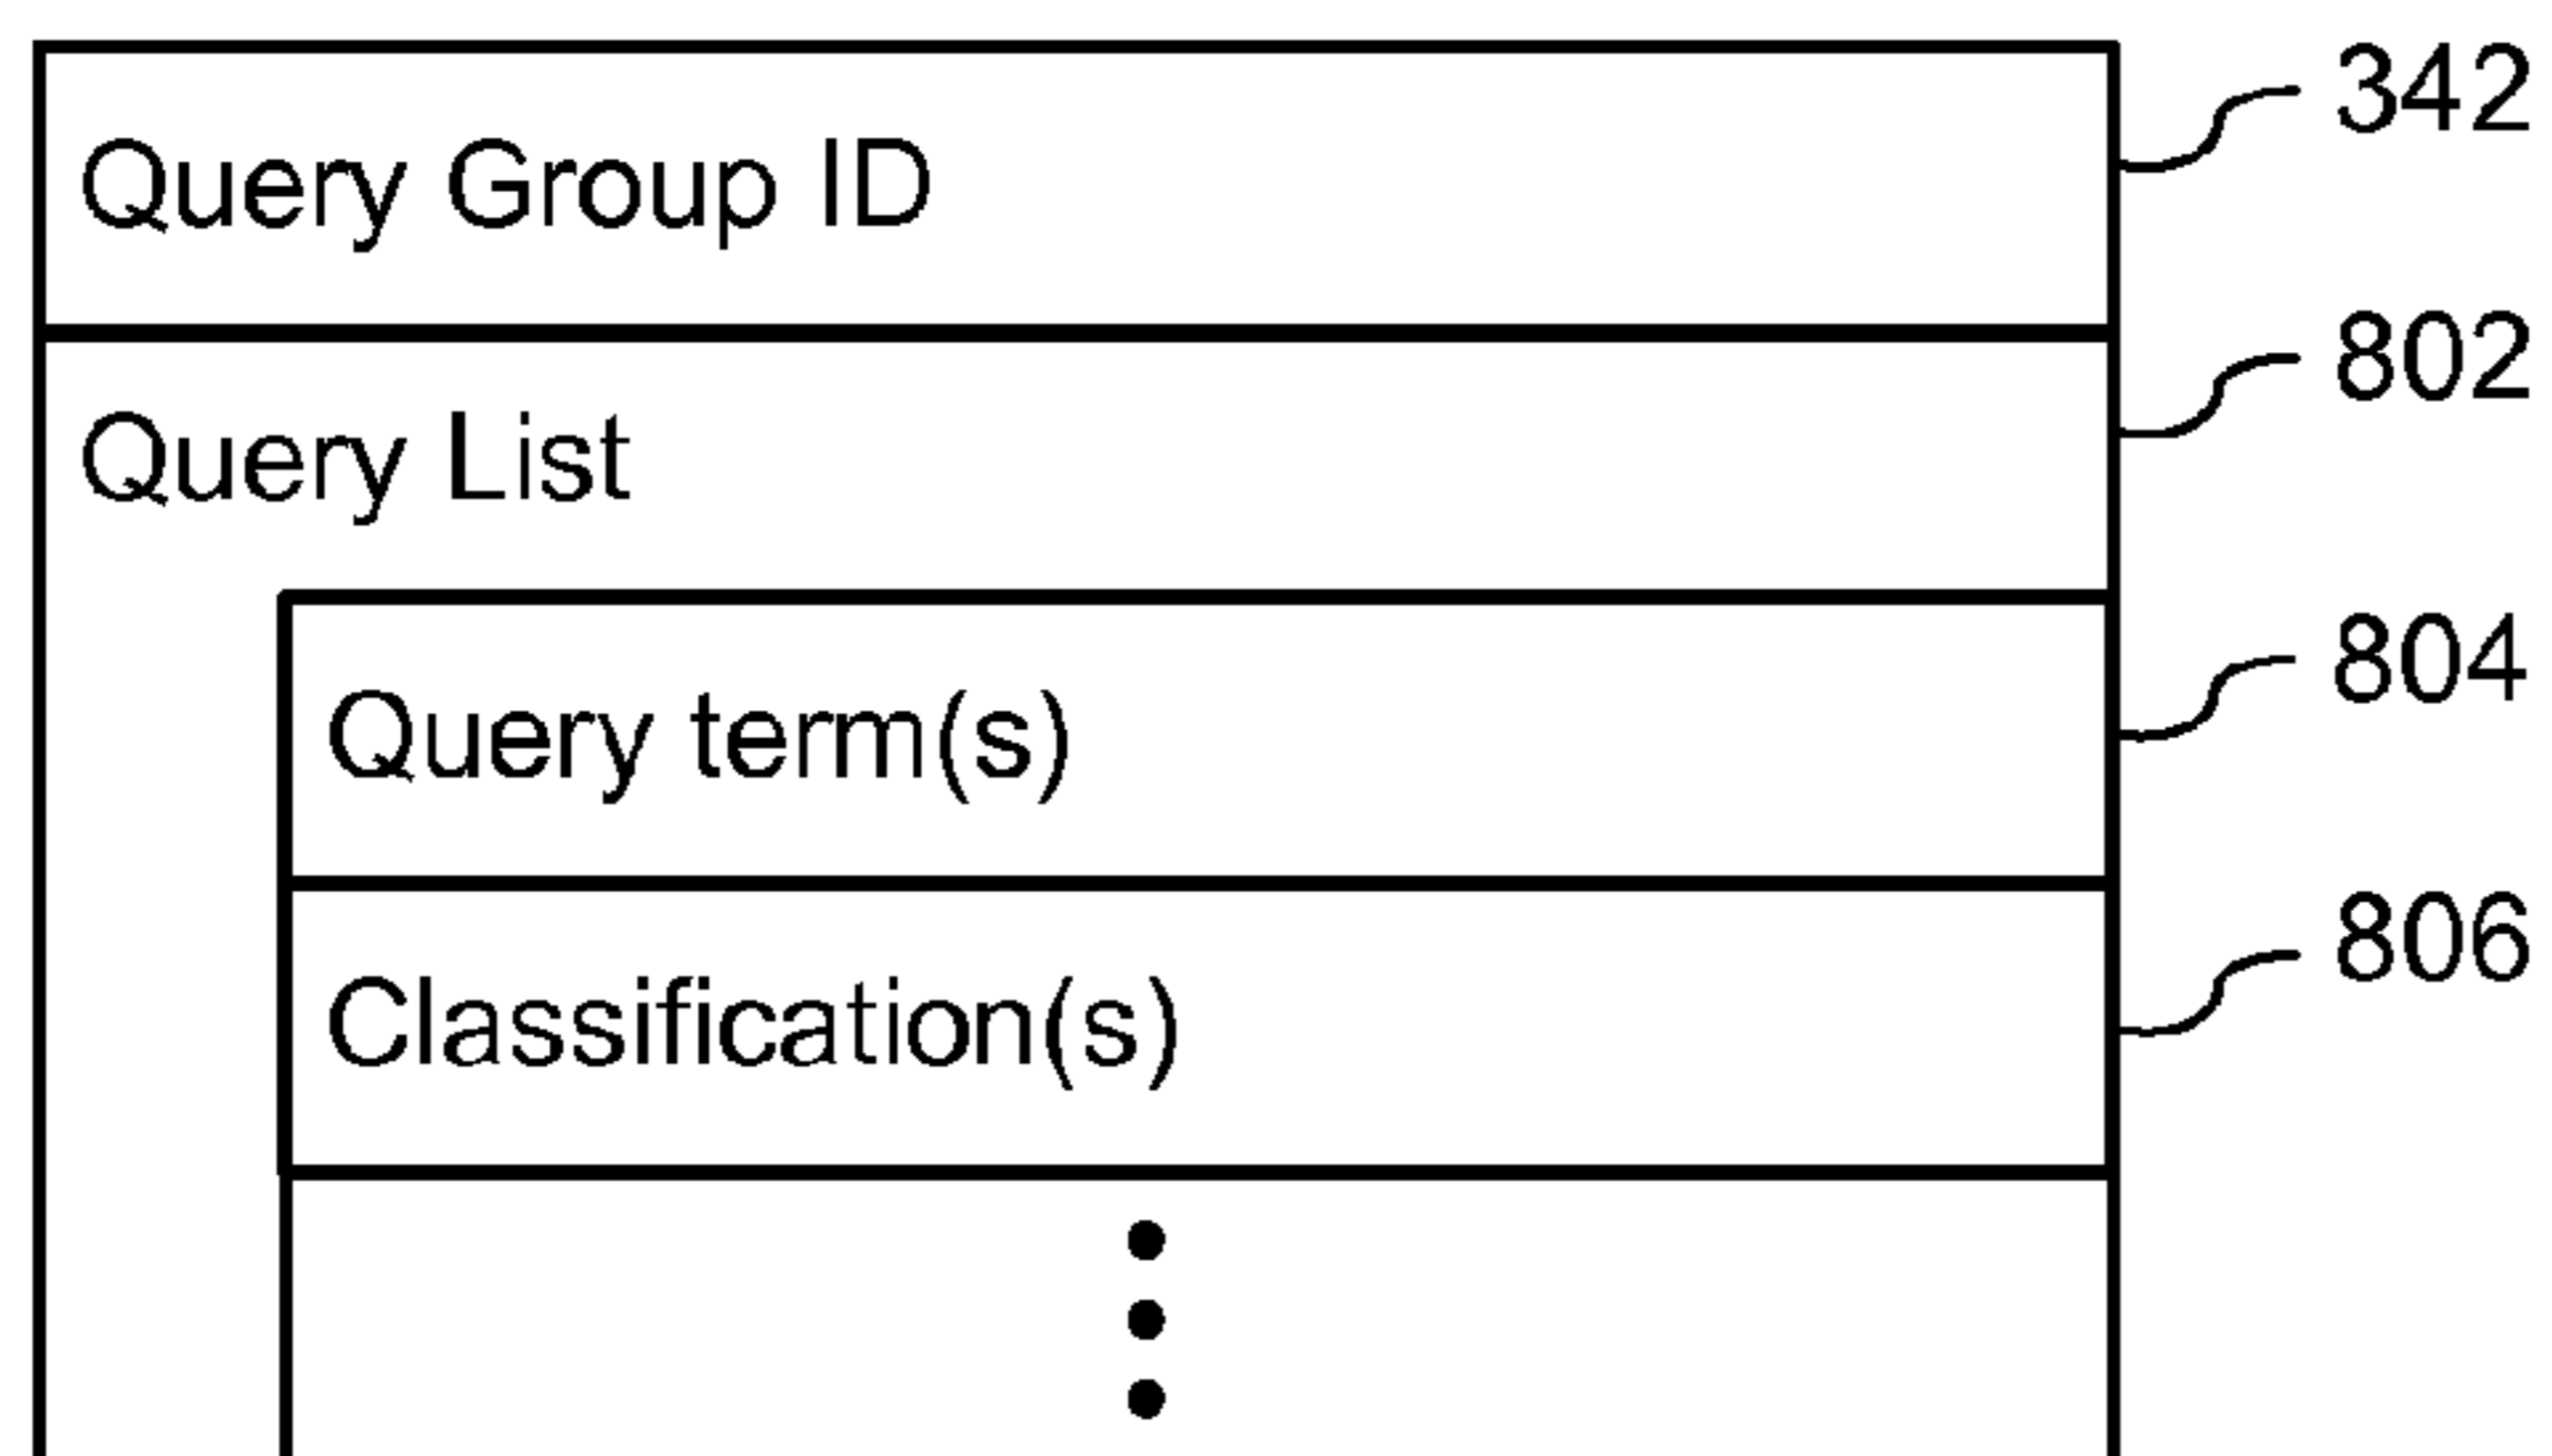 Query Group ID
342
Query List
802
Query term(s)
804
Classification(s)
806